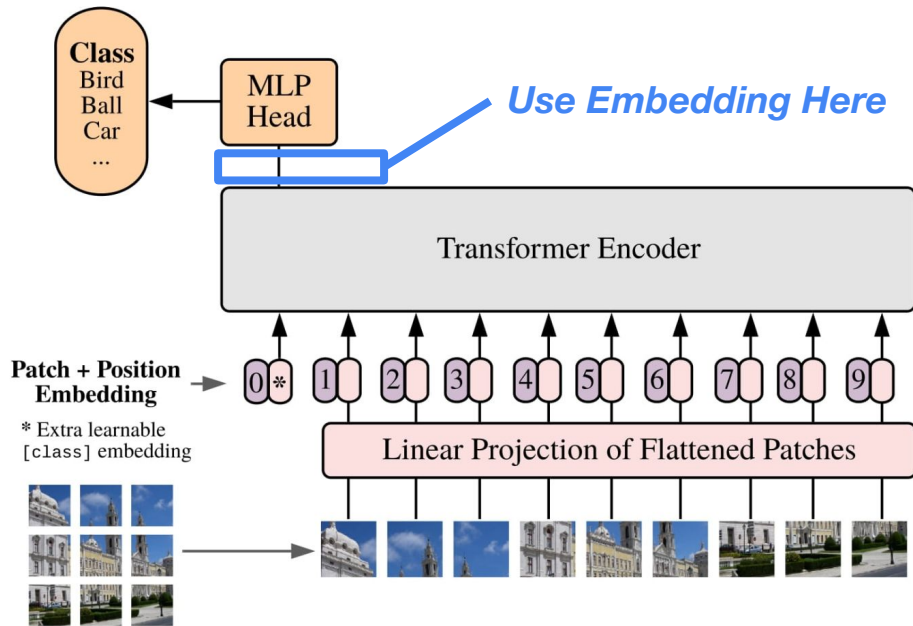 Class
Bird
Ball
Car
...
MLP
Head
Use Embedding Here
Transformer Encoder
Patch + Position
Embedding
0 * 1 2 3 4 5 6 7 8 9
* Extra learnable
[class] embedding
Linear Projection of Flattened Patches